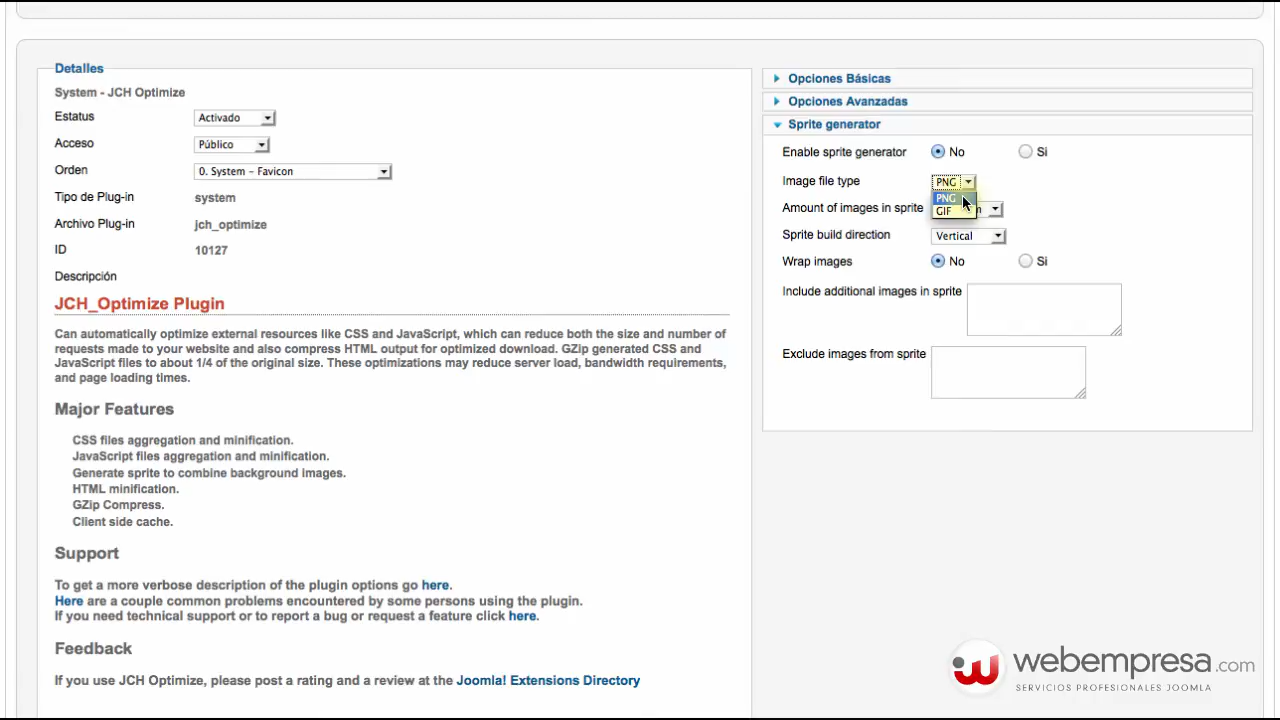 Detalles
System - JCH Optimize
Estatus
Activado
Acceso
Público
Orden
0. System – Favicon
Tipo de Plug-in
system
Archivo Plug-in
jch_optimize
ID
10127
Descripción
JCH_Optimize Plugin
Can automatically optimize external resources like CSS and JavaScript, which can reduce both the size and number of
requests made to your website and also compress HTML output for optimized download. GZip generated CSS and
JavaScript files to about 1/4 of the original size. These optimizations may reduce server load, bandwidth requirements,
and page loading times.
Major Features
CSS files aggregation and minification.
JavaScript files aggregation and minification.
Generate sprite to combine background images.
HTML minification.
GZip Compress.
Client side cache.
Support
To get a more verbose description of the plugin options go here.
Here are a couple common problems encountered by some persons using the plugin.
If you need technical support or to report a bug or request a feature click here.
Feedback
If you use JCH Optimize, please post a rating and a review at the Joomla! Extensions Directory
Opciones Básicas
Opciones Avanzadas
Sprite generator
Enable sprite generator
No
Si
Image file type
PNG
PNG
GIF
Amount of images in sprite
Sprite build direction
Vertical
Wrap images
No
Si
Include additional images in sprite
Exclude images from sprite
webempresa.com
SERVICIOS PROFESIONALES JOOMLA